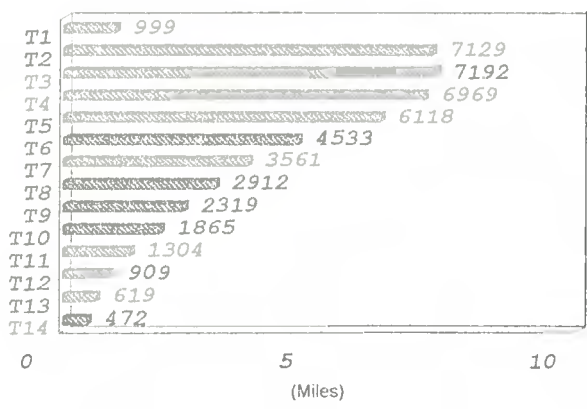 T1 999
T2 7129
T3 7192
T4 6969
T5 6118
T6 4533
T7 3561
T8 2912
T9 2319
T10 1865
T11 1304
T12 909
T13 619
T14 472
0 5 10
(Miles)